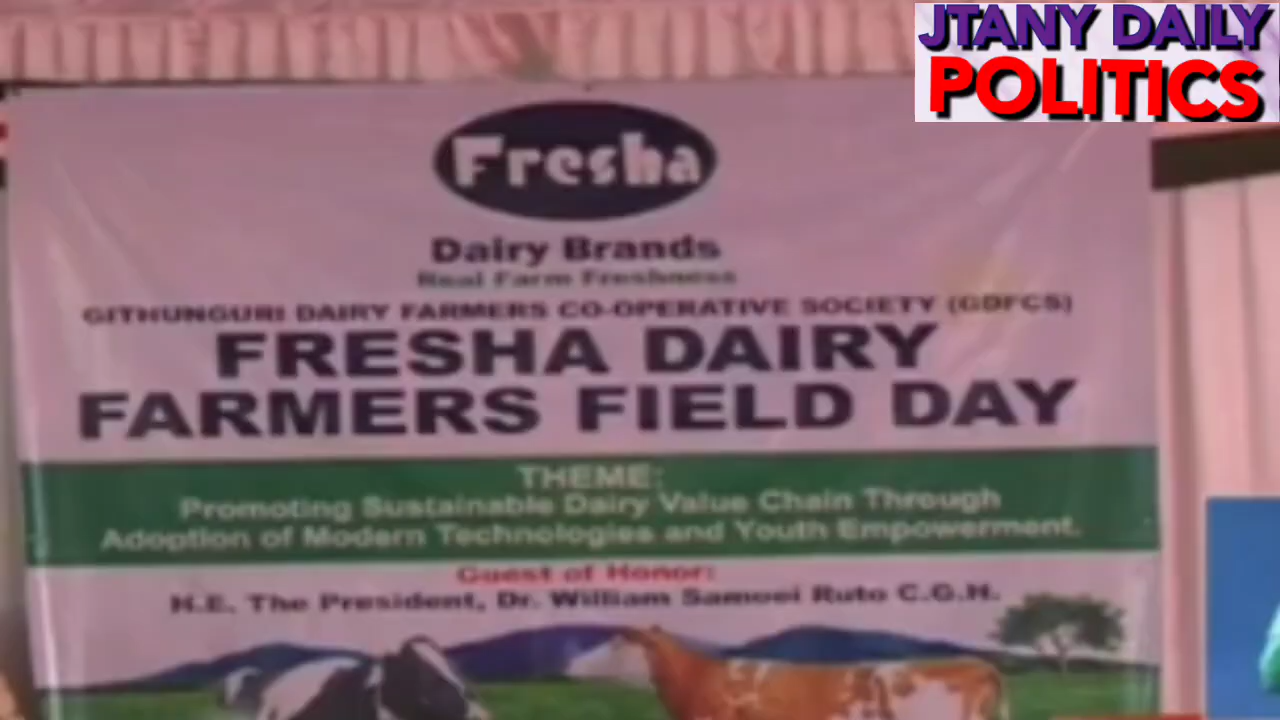 JTANY DAILY
POLITICS
Fresha
Dairy Brands
Real Farm Freshness
GITHUNGURI DAIRY FARMERS CO-OPERATIVE SOCIETY (GDFCS)
FRESHA DAIRY
FARMERS FIELD DAY
THEME:
Promoting Sustainable Dairy Value Chain Through
Adoption of Modern Technologies and Youth Empowerment.
Guest of Honor:
H.E. The President, Dr. William Samoei Ruto C.G.H.